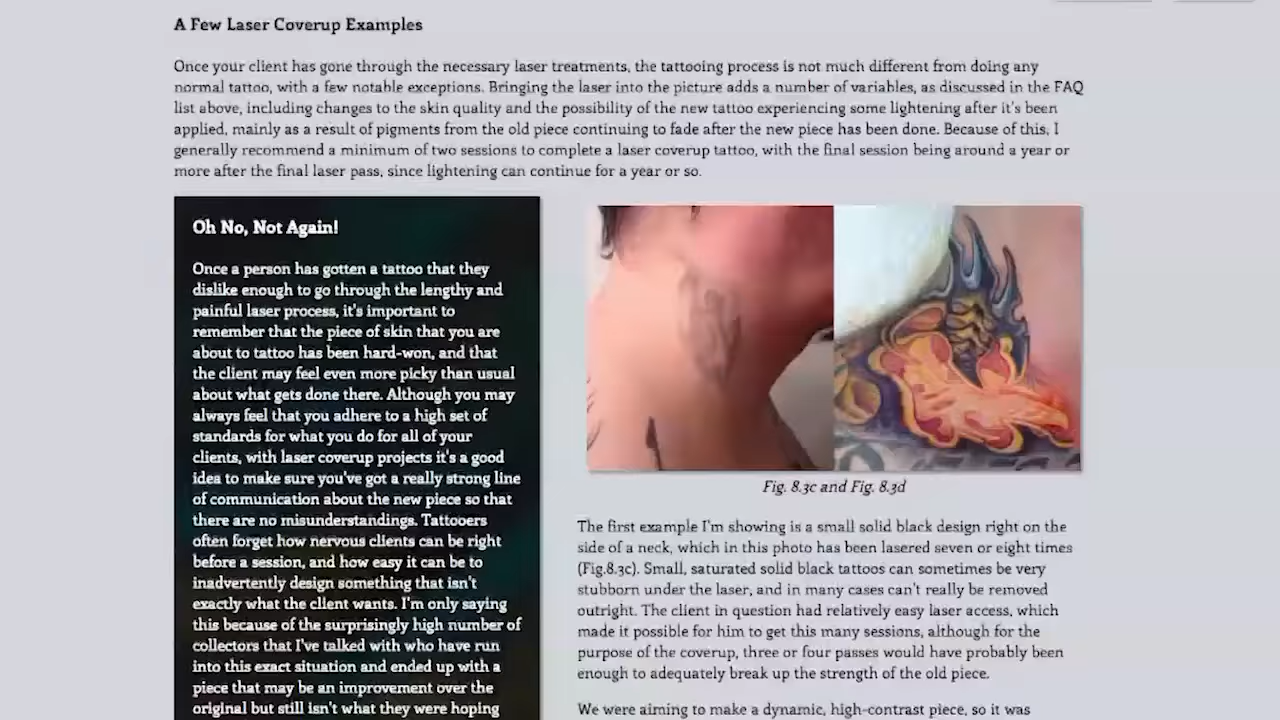 A Few Laser Coverup Examples
Once your client has gone through the necessary laser treatments, the tattooing process is not much different from doing any
normal tattoo, with a few notable exceptions. Bringing the laser into the picture adds a number of variables, as discussed in the FAQ
list above, including changes to the skin quality and the possibility of the new tattoo experiencing some lightening after it's been
applied, mainly as a result of pigments from the old piece continuing to fade after the new piece has been done. Because of this, I
generally recommend a minimum of two sessions to complete a laser coverup tattoo, with the final session being around a year or
more after the final laser pass, since lightening can continue for a year or so.
Oh No, Not Again!
Once a person has gotten a tattoo that they
dislike enough to go through the lengthy and
painful laser process, it's important to
remember that the piece of skin that you are
about to tattoo has been hard-won, and that
the client may feel even more picky than usual
about what gets done there. Although you may
always feel that you adhere to a high set of
standards for what you do for all of your
clients, with laser coverup projects it's a good
idea to make sure you've got a really strong line
of communication about the new piece so that
there are no misunderstandings. Tattooers
often forget how nervous clients can be right
before a session, and how easy it can be to
inadvertently design something that isn't
exactly what the client wants. I'm only saying
this because of the surprisingly high number of
collectors that I've talked with who have run
into this exact situation and ended up with a
piece that may be an improvement over the
original but still isn't what they were hoping
Fig. 8.3c and Fig. 8.3d
The first example I'm showing is a small solid black design right on the
side of a neck, which in this photo has been lasered seven or eight times
(Fig.8.3c). Small, saturated solid black tattoos can sometimes be very
stubborn under the laser, and in many cases can't really be removed
outright. The client in question had relatively easy laser access, which
made it possible for him to get this many sessions, although for the
purpose of the coverup, three or four passes would have probably been
enough to adequately break up the strength of the old piece.
We were aiming to make a dynamic, high-contrast piece, so it was